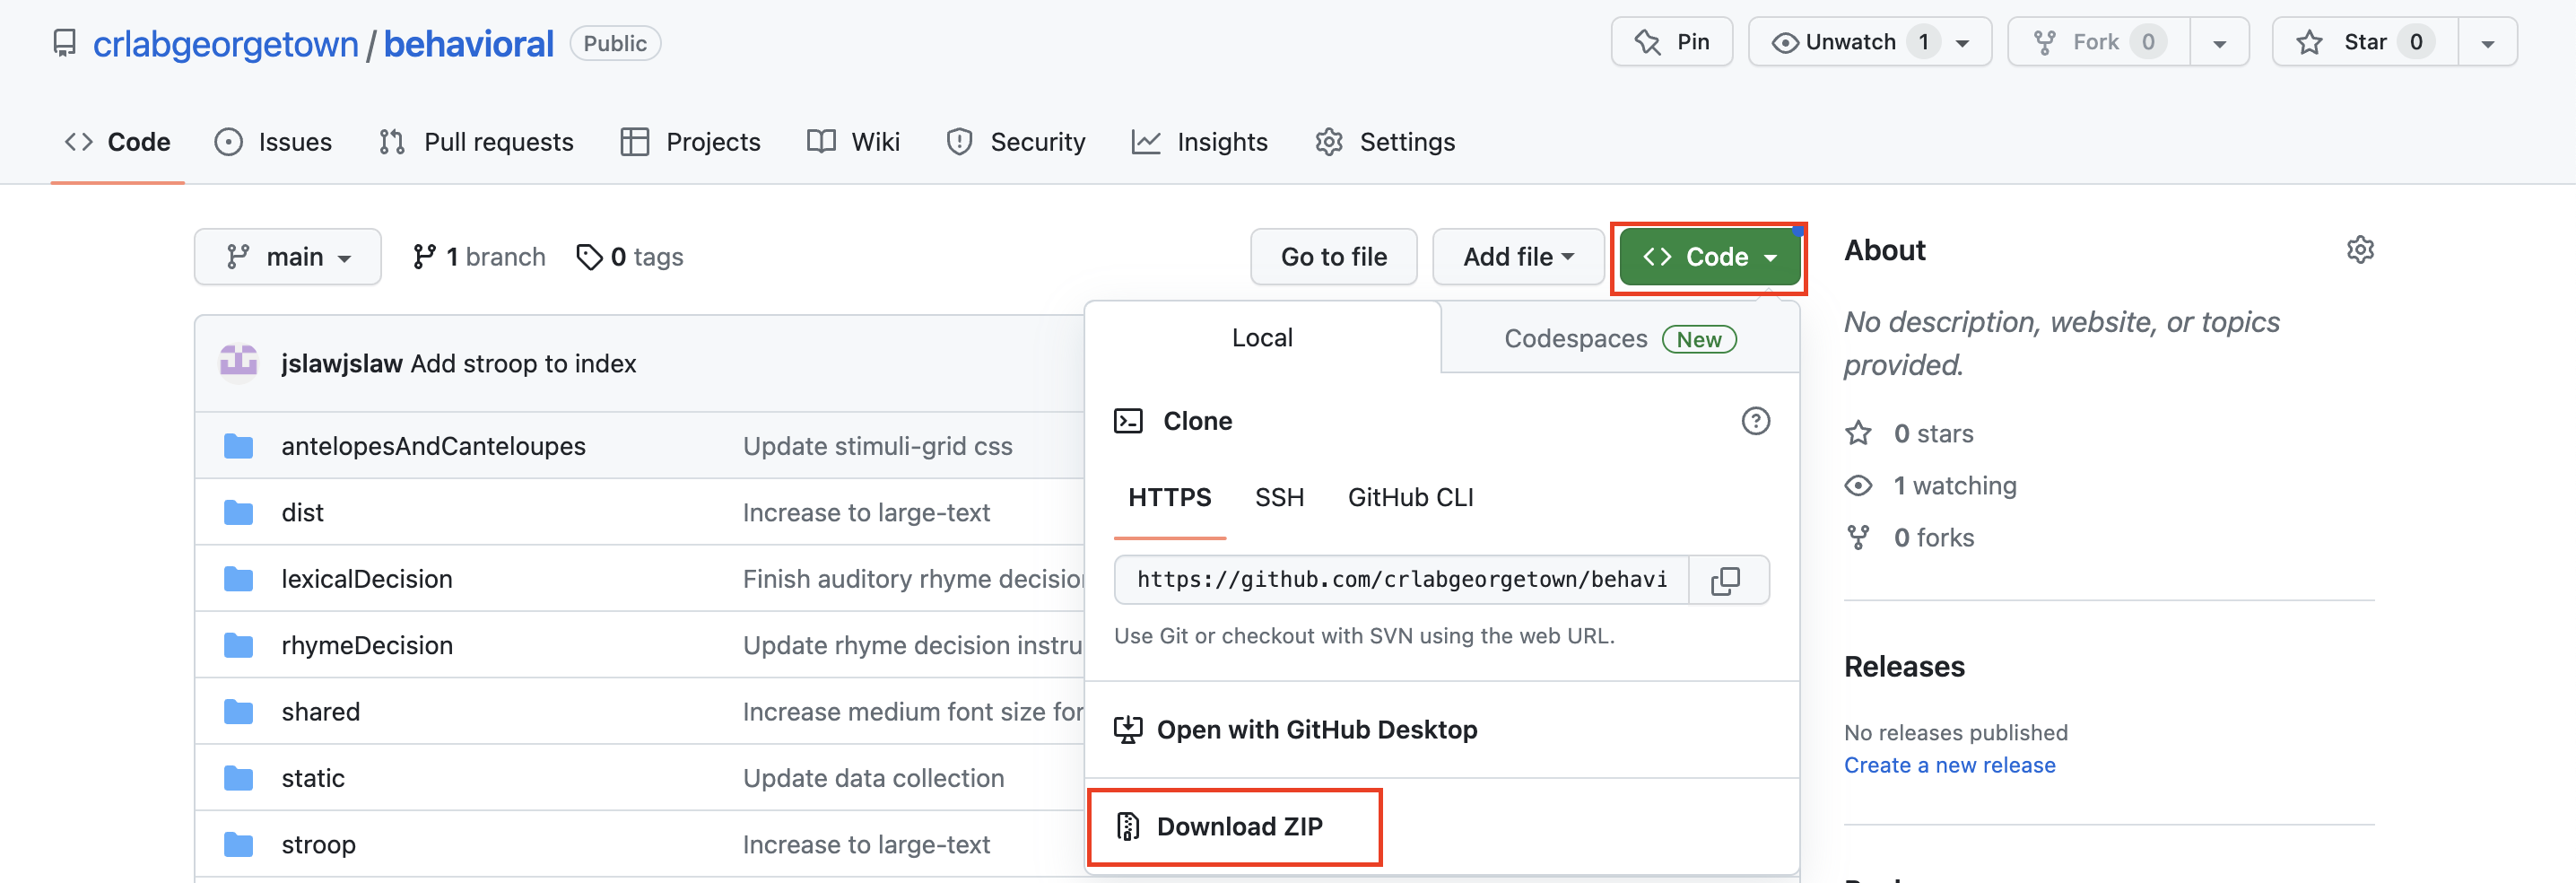 crlabgeorgetown / behavioral Public
Pin Unwatch 1 Fork 0 Star 0
Code Issues Pull requests Projects Wiki Security Insights Settings
main 1 branch 0 tags Go to file Add file Code
jslawjslaw Add stroop to index
antelopesAndCanteloupes Update stimuli-grid css
dist Increase to large-text
lexicalDecision Finish auditory rhyme decision
rhymeDecision Update rhyme decision instru
shared Increase medium font size for
static Update data collection
stroop Increase to large-text
Local Codespaces New
Clone
HTTPS SSH GitHub CLI
https://github.com/crlabgeorgetown/behavi
Use Git or checkout with SVN using the web URL.
Open with GitHub Desktop
Download ZIP
About
No description, website, or topics
provided.
0 stars
1 watching
0 forks
Releases
No releases published
Create a new release